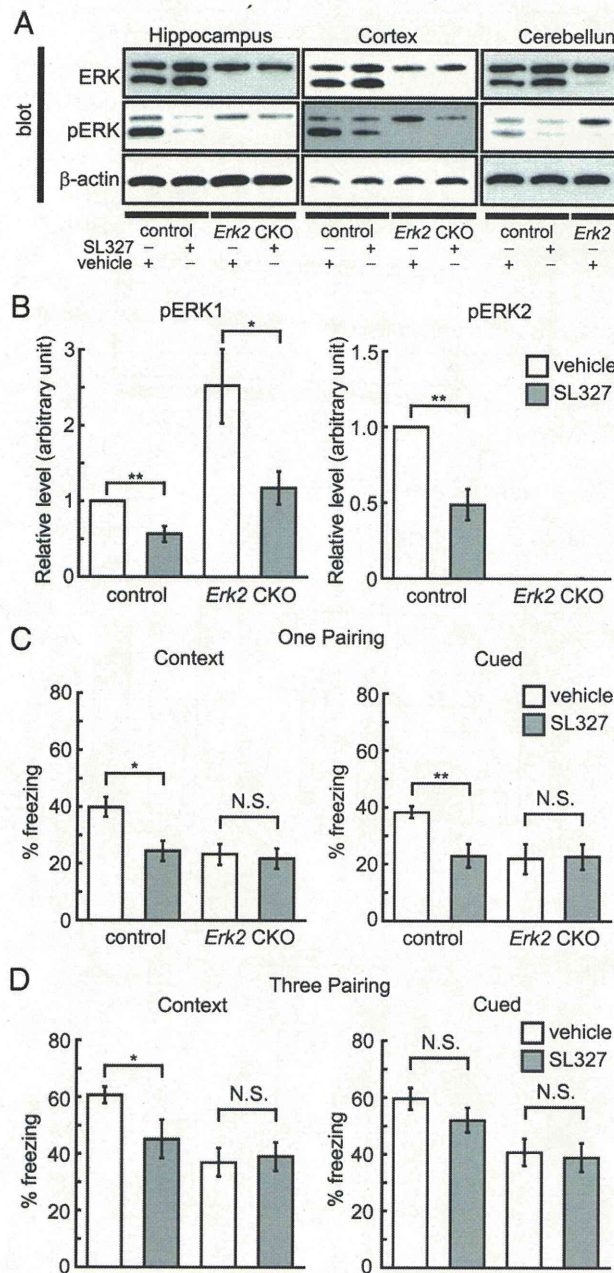 A
Hippocampus Cortex Cerebellum
blot
ERK
pERK
β-actin
control Erk2 CKO control Erk2 CKO control Erk2
SL327 – + – + – + – + – + –
vehicle + – + – + – + – + – +
B
pERK1
Relative level (arbitrary unit)
3
2
1
0
**
*
control Erk2 CKO
pERK2
Relative level (arbitrary unit)
1.5
1.0
0.5
0
**
vehicle
SL327
control Erk2 CKO
C
One Pairing
Context
% freezing
80
60
40
20
0
*
N.S.
control Erk2 CKO
Cued
% freezing
80
60
40
20
0
**
N.S.
vehicle
SL327
control Erk2 CKO
D
Three Pairing
Context
% freezing
80
60
40
20
0
*
N.S.
Cued
% freezing
80
60
40
20
0
N.S.
N.S.
vehicle
SL327